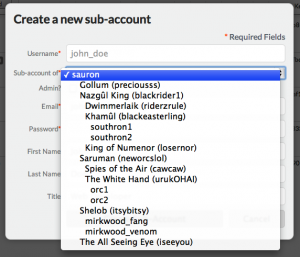 Create a new sub-account
* Required Fields
Username* john_doe
Sub-account of* ✓ sauron
Gollum (preciousss)
Admin?
Nazgûl King (blackrider1)
Dwimmerlaik (riderzrule)
Email*
Khamûl (blackeasterling)
southron1
Password*
southron2
King of Numenor (losernor)
First Name
Saruman (neworcslol)
Spies of the Air (cawcaw)
Last Name
The White Hand (urukOHAI)
orc1
Title
orc2
Shelob (itsybitsy)
mirkwood_fang
mirkwood_venom
The All Seeing Eye (iseeyou)